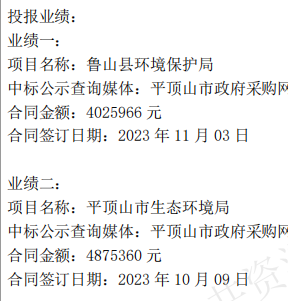 投报业绩：
业绩一：
项目名称：鲁山县环境保护局
中标公示查询媒体：平顶山市政府采购网
合同金额：4025966 元
合同签订日期：2023 年 11 月 03 日
业绩二：
项目名称：平顶山市生态环境局
中标公示查询媒体：平顶山市政府采购网
合同金额：4875360 元
合同签订日期：2023 年 10 月 09 日